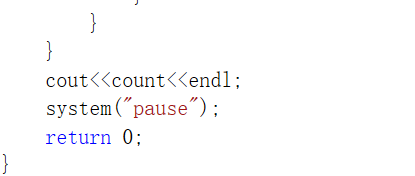 }
}
cout<<count<<endl;
system("pause");
return 0;
}